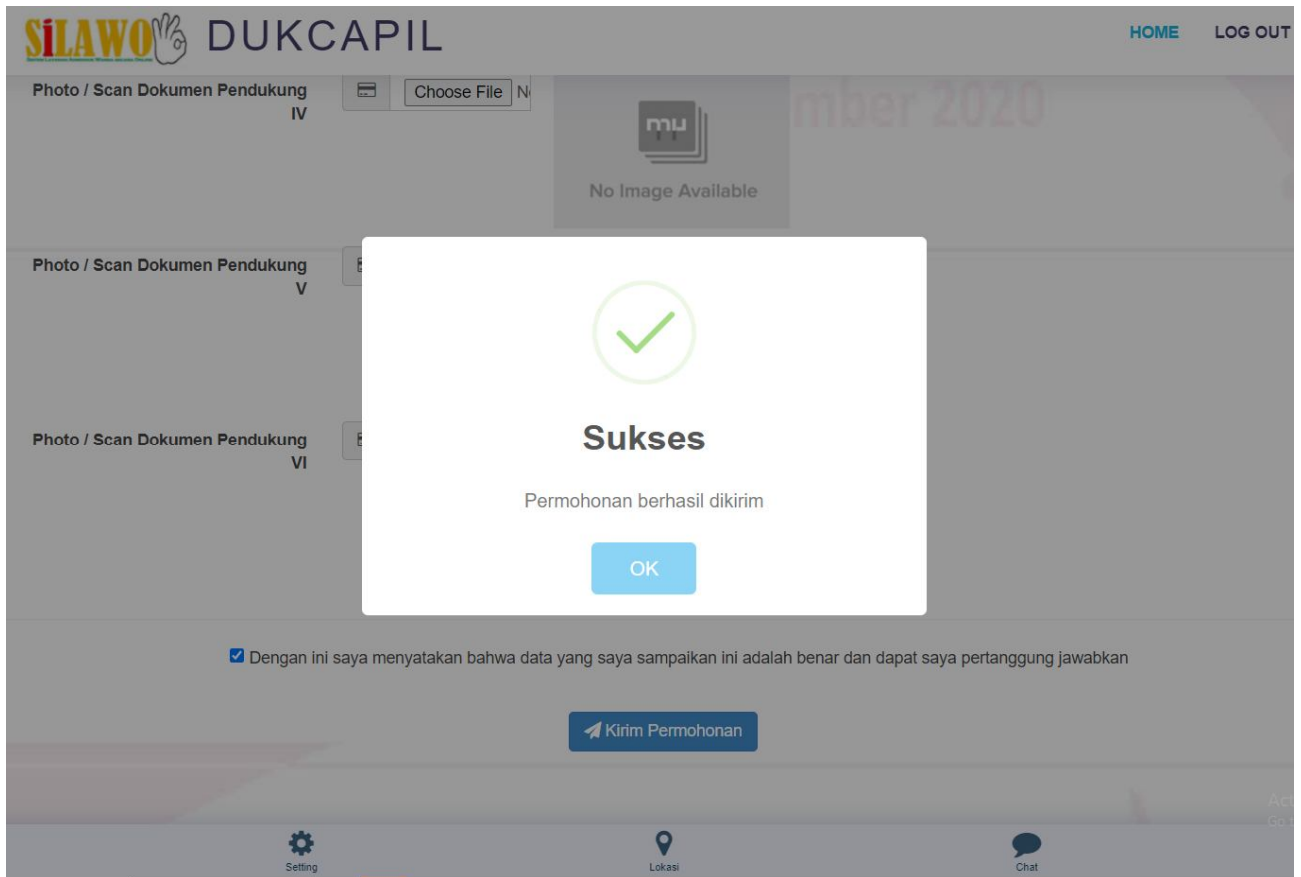 SiLAWO DUKCAPIL
HOME LOG OUT
Photo / Scan Dokumen Pendukung
IV
Choose File
mber 2020
No Image Available
Photo / Scan Dokumen Pendukung
V
Photo / Scan Dokumen Pendukung
VI
Sukses
Permohonan berhasil dikirim
OK
Dengan ini saya menyatakan bahwa data yang saya sampaikan ini adalah benar dan dapat saya pertanggung jawabkan
Kirim Permohonan
Setting
Lokasi
Chat